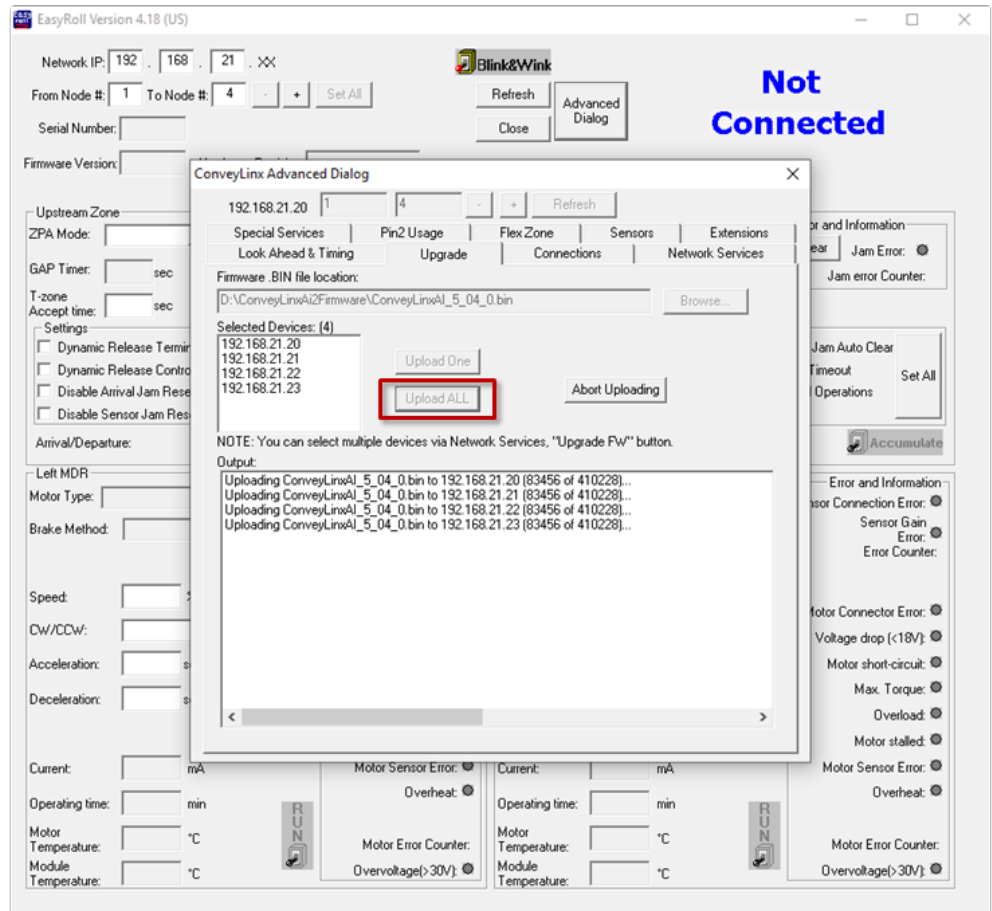 EasyRoll Version 4.18 (US)
Network IP: 192 . 168 . 21 . XX
Blink&Wink
From Node #: 1 To Node #: 4 - + Set All
Refresh
Advanced Dialog
Not Connected
Serial Number:
Close
Firmware Version:
ConveyLinx Advanced Dialog
192.168.21.20 1 4 - + Refresh
Special Services Pin2 Usage Flex Zone Sensors Extensions
Look Ahead & Timing Upgrade Connections Network Services
Firmware .BIN file location:
D:\ConveyLinxAi2Firmware\ConveyLinxAI_5_04_0.bin Browse...
Selected Devices: (4)
192.168.21.20
192.168.21.21
192.168.21.22
192.168.21.23
Upload One
Upload ALL
Abort Uploading
NOTE: You can select multiple devices via Network Services, "Upgrade FW" button.
Output:
Uploading ConveyLinxAI_5_04_0.bin to 192.168.21.20 (83456 of 410228)...
Uploading ConveyLinxAI_5_04_0.bin to 192.168.21.21 (83456 of 410228)...
Uploading ConveyLinxAI_5_04_0.bin to 192.168.21.22 (83456 of 410228)...
Uploading ConveyLinxAI_5_04_0.bin to 192.168.21.23 (83456 of 410228)...
Upstream Zone
ZPA Mode:
GAP Timer: sec
T-zone
Accept time: sec
Settings
Dynamic Release Termin
Dynamic Release Contro
Disable Arrival Jam Rese
Disable Sensor Jam Res
Arrival/Departure:
or and Information
ear Jam Error:
Jam error Counter:
Jam Auto Clear
Timeout
Operations
Set All
Accumulate
Left MDR
Motor Type:
Brake Method:
Speed:
CW/CCW:
Acceleration:
Deceleration:
Error and Information
nsor Connection Error:
Sensor Gain
Error:
Error Counter:
Motor Connector Error:
Voltage drop (<18V):
Motor short-circuit:
Max. Torque:
Overload:
Motor stalled:
Current: mA
Motor Sensor Error:
Current: mA
Motor Sensor Error:
Overheat:
Overheat:
Operating time: min
RUN
Operating time: min
RUN
Motor
Temperature: °C
Motor Error Counter:
Motor
Temperature: °C
Motor Error Counter:
Module
Temperature: °C
Overvoltage(>30V):
Module
Temperature: °C
Overvoltage(>30V):